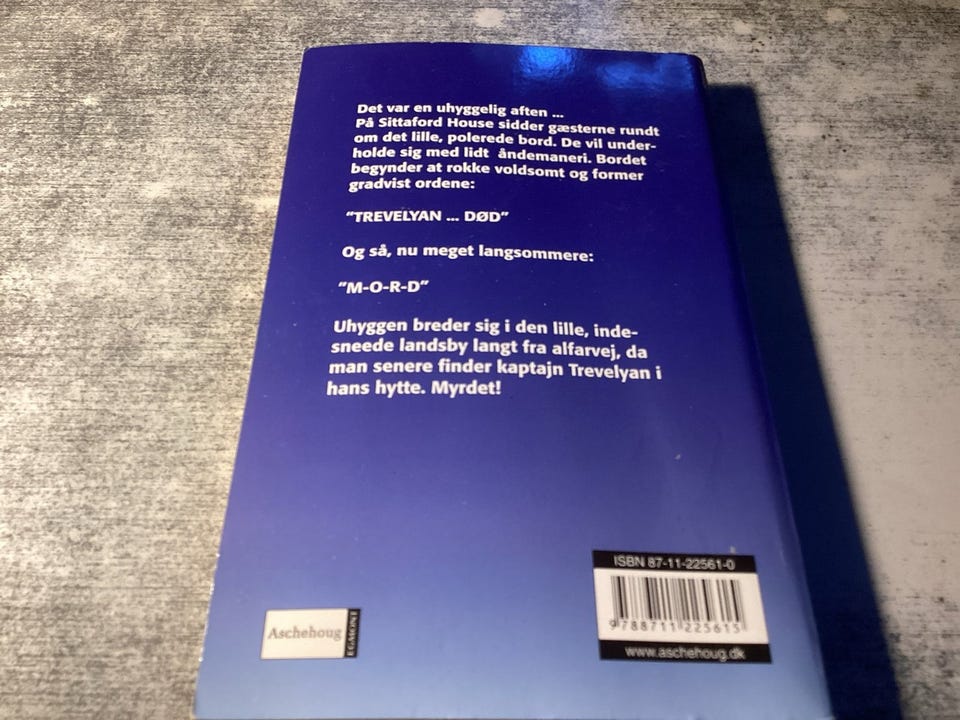 Det var en uhyggelig aften ...
På Sittaford House sidder gæsterne rundt
om det lille, polerede bord. De vil under-
holde sig med lidt åndemaneri. Bordet
begynder at rokke voldsomt og former
gradvist ordene:
"TREVELYAN ... DØD"
Og så, nu meget langsommere:
"M-O-R-D"
Uhyggen breder sig i den lille, inde-
sneede landsby langt fra alfarvej, da
man senere finder kaptajn Trevelyan i
hans hytte. Myrdet!
ISBN 87-11-22561-0
9 788711 225615
www.aschehoug.dk
Aschehoug
EGMONT